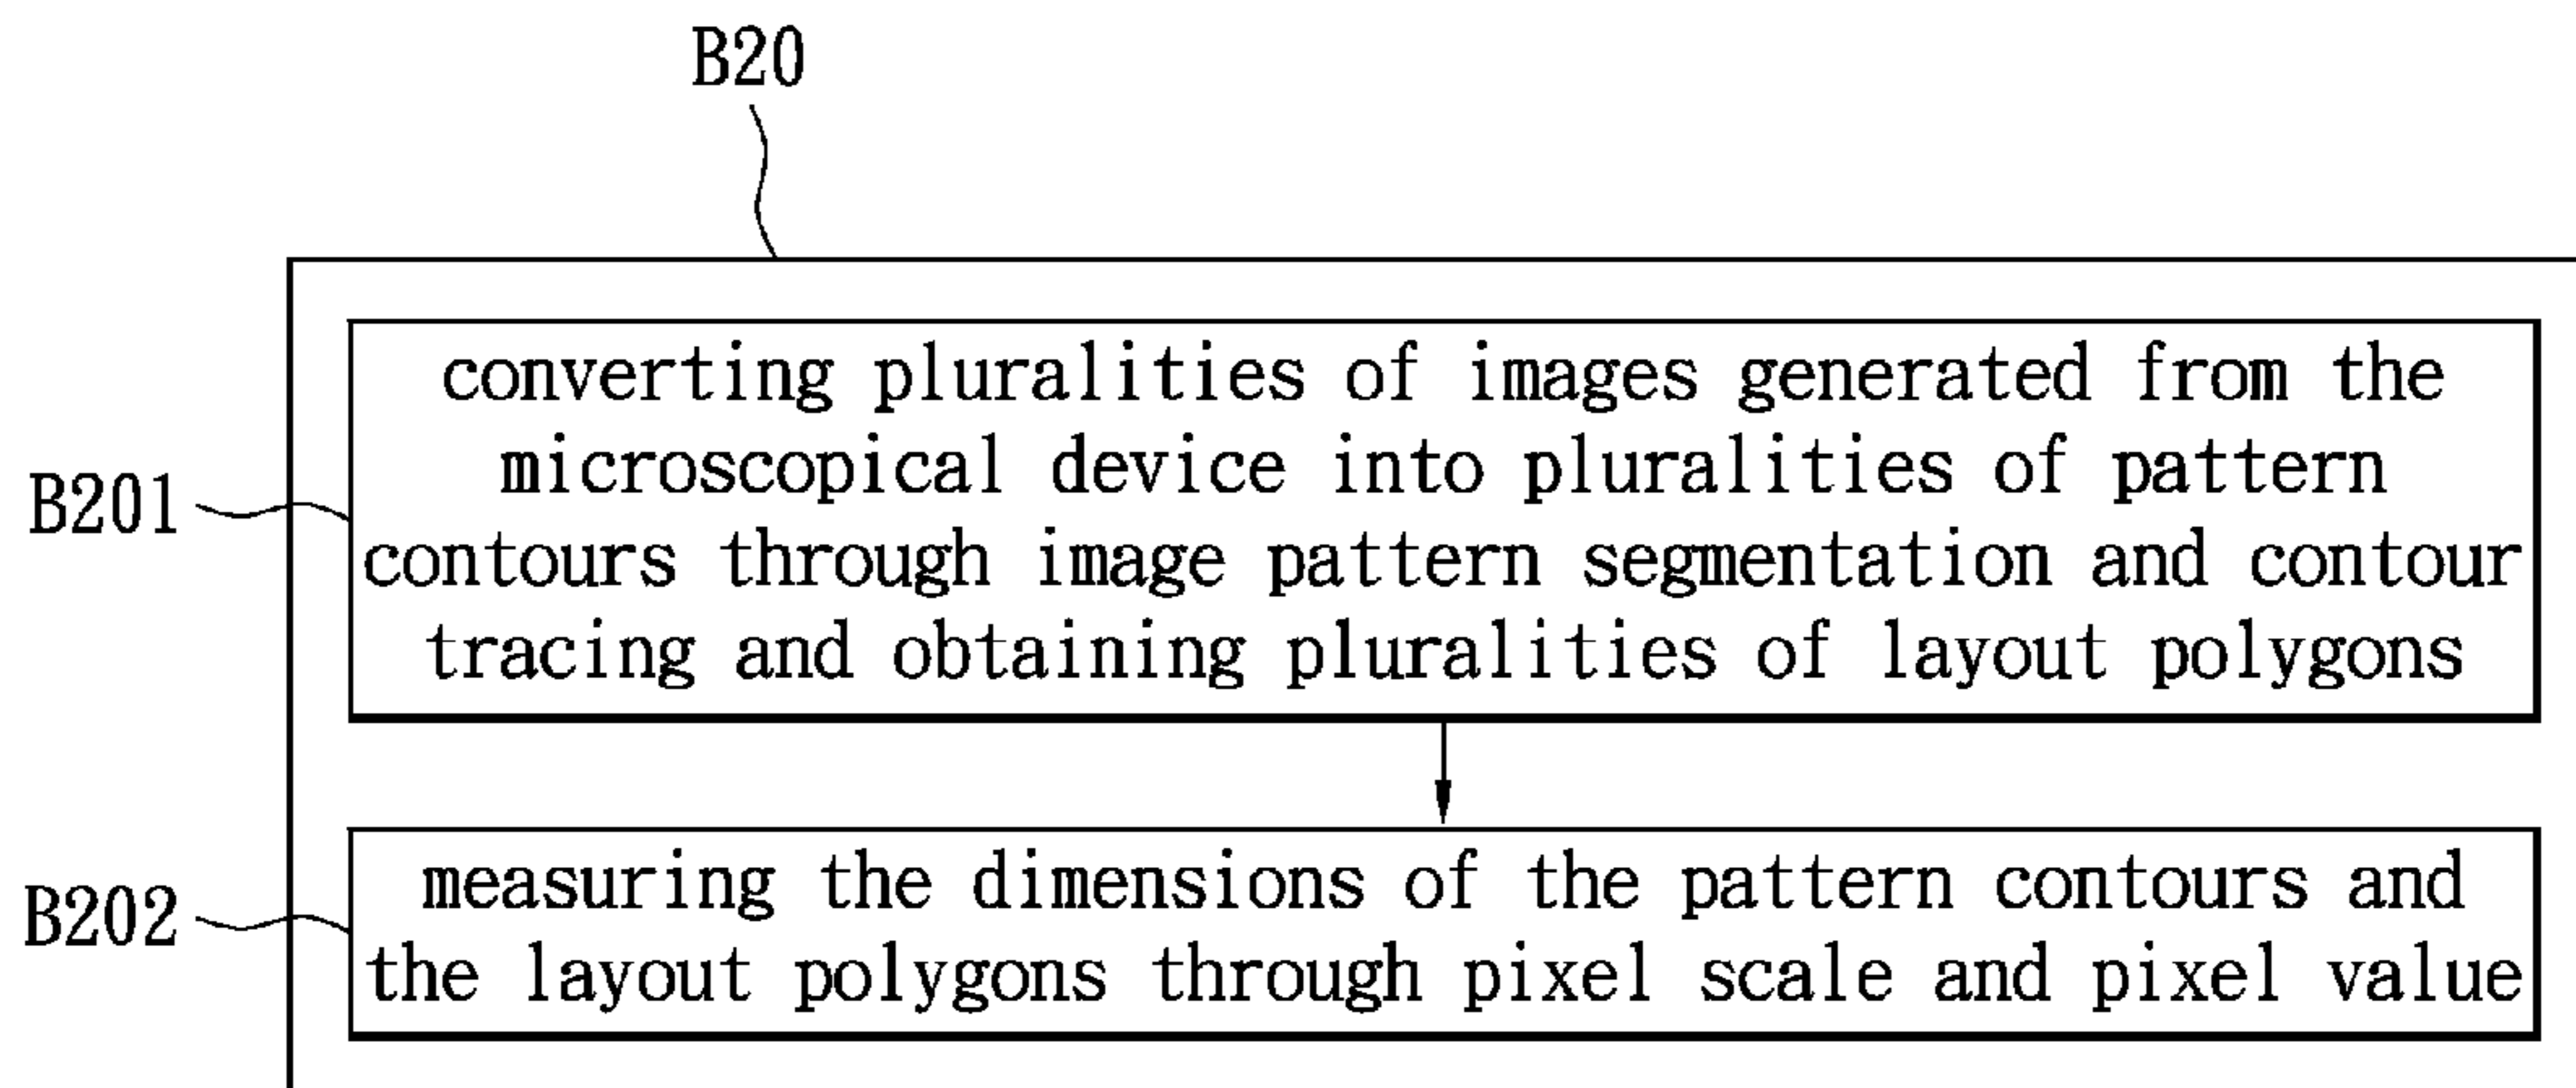 B20
B201
converting pluralities of images generated from the
microscopical device into pluralities of pattern
contours through image pattern segmentation and contour
tracing and obtaining pluralities of layout polygons
B202
measuring the dimensions of the pattern contours and
the layout polygons through pixel scale and pixel value